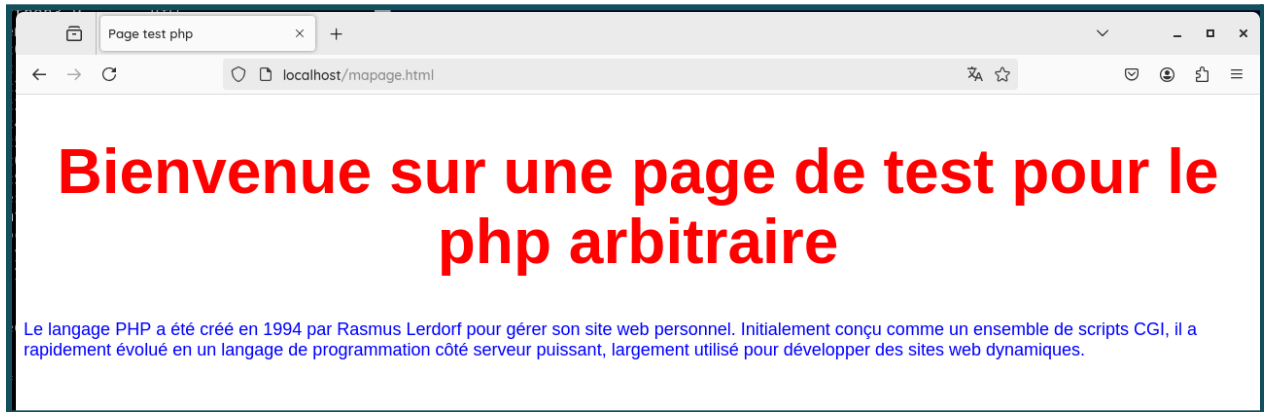 Page test php
localhost/mapage.html
Bienvenue sur une page de test pour le
php arbitraire
Le langage PHP a été créé en 1994 par Rasmus Lerdorf pour gérer son site web personnel. Initialement conçu comme un ensemble de scripts CGI, il a
rapidement évolué en un langage de programmation côté serveur puissant, largement utilisé pour développer des sites web dynamiques.